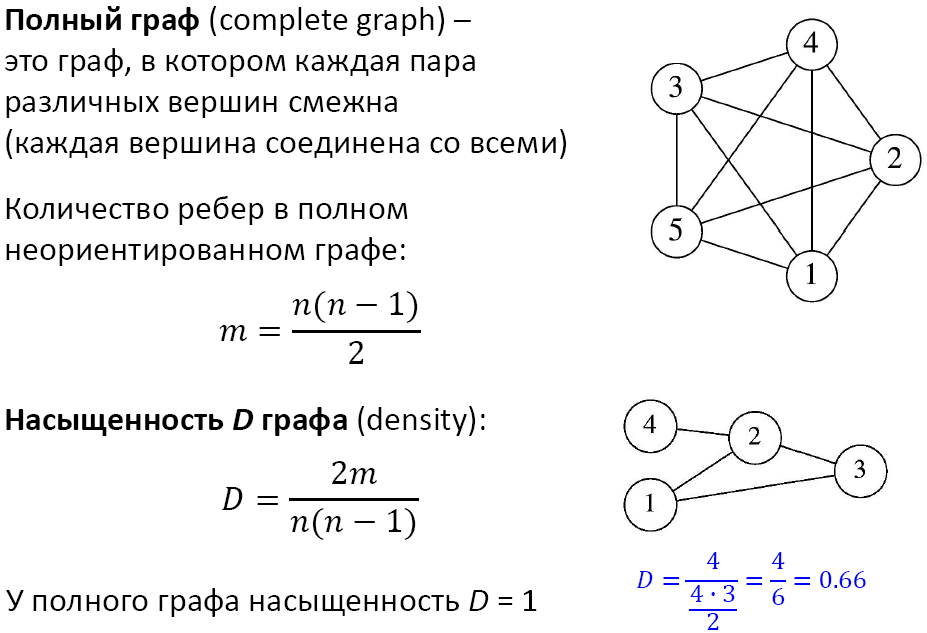 Полный граф (complete graph) –
это граф, в котором каждая пара
различных вершин смежна
(каждая вершина соединена со всеми)
Количество ребер в полном
неориентированном графе:
m = n(n − 1) / 2
4
3
2
5
1
Насыщенность D графа (density):
D = 2m / n(n − 1)
У полного графа насыщенность D = 1
4
2
3
1
D = 4 / (4 · 3 / 2) = 4 / 6 = 0.66